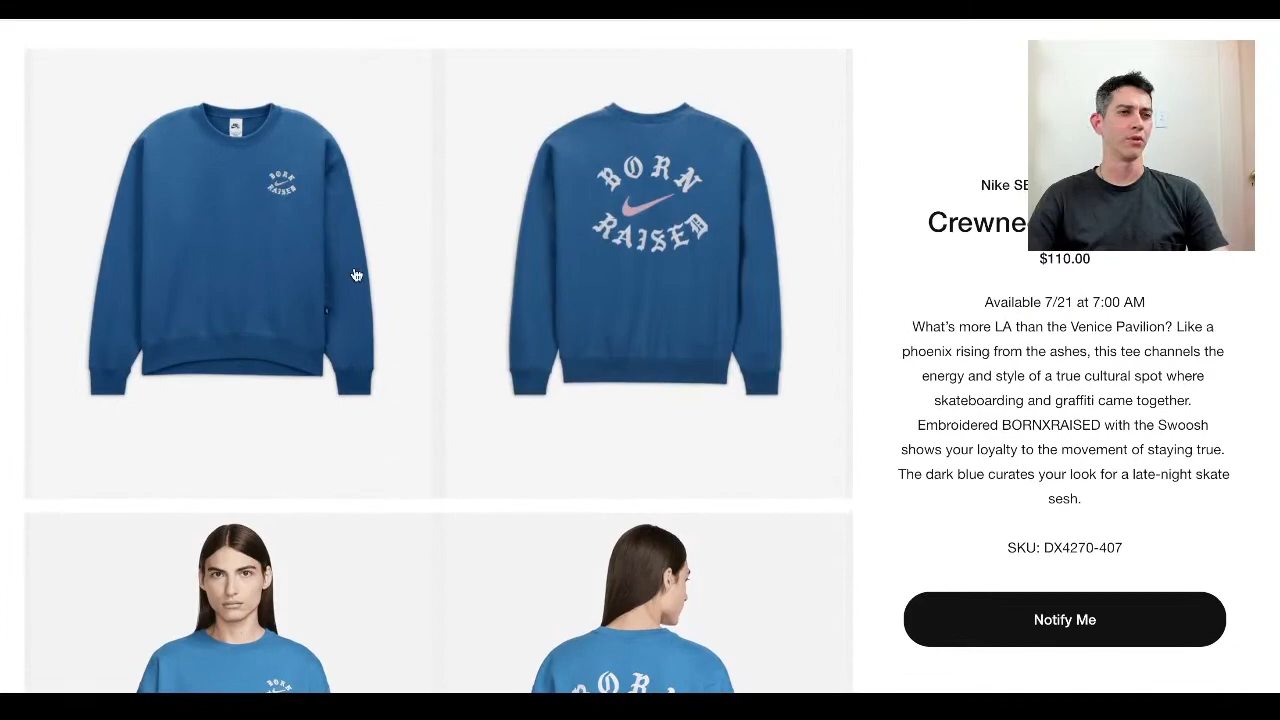 BORN
RAISED
BORN
RAISED
Nike SB
Crewne
$110.00
Available 7/21 at 7:00 AM
What's more LA than the Venice Pavilion? Like a
phoenix rising from the ashes, this tee channels the
energy and style of a true cultural spot where
skateboarding and graffiti came together.
Embroidered BORNXRAISED with the Swoosh
shows your loyalty to the movement of staying true.
The dark blue curates your look for a late-night skate
sesh.
SKU: DX4270-407
Notify Me
BORN
ORN